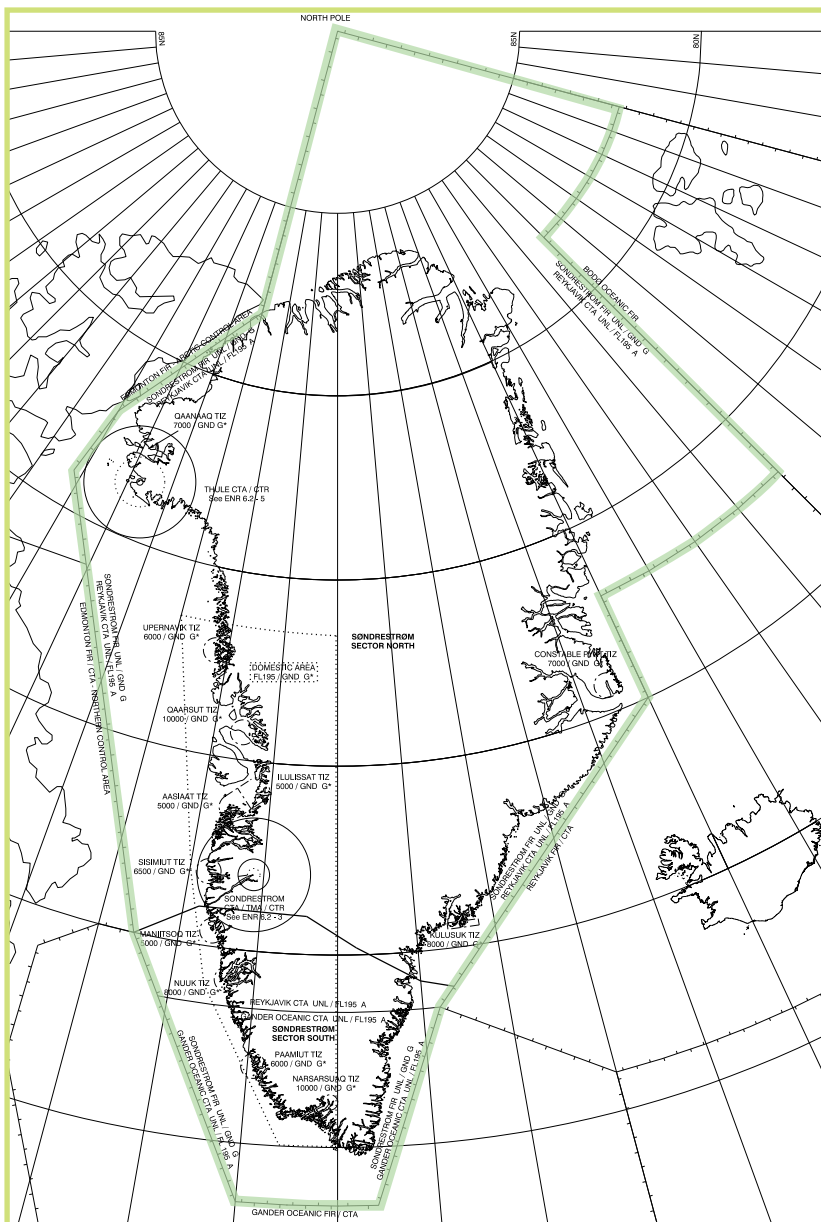 NORTH POLE
85N
85N
80N
BODØ OCEANIC FIR
SONDRESTROM FIR UNL / GND G
REYKJAVIK CTA UNL / FL195 A
EDMONTON FIR / ARCTIC CONTROL AREA
SONDRESTROM FIR UNL / GND G
REYKJAVIK CTA UNL / FL195 A
QAANAAQ TIZ
7000 / GND G*
THULE CTA / CTR
See ENR 6.2 - 5
SONDRESTROM FIR UNL / GND G
REYKJAVIK CTA UNL / FL195 A
EDMONTON FIR / CTA - NORTHERN CONTROL AREA
UPERNAVIK TIZ
6000 / GND G*
SØNDRESTRØM
SECTOR NORTH
DOMESTIC AREA
FL195 / GND G*
CONSTABLE PYNT TIZ
7000 / GND G*
QAARSUT TIZ
10000 / GND G*
ILULISSAT TIZ
5000 / GND G*
AASIAAT TIZ
5000 / GND G*
SONDRESTROM FIR UNL / GND G
REYKJAVIK CTA UNL / FL195 A
REYKJAVIK FIR / CTA
SISIMIUT TIZ
6500 / GND G*
SONDRESTROM
CTA / TMA / CTR
See ENR 6.2 - 3
MANIITSOQ TIZ
5000 / GND G*
KULUSUK TIZ
8000 / GND G*
NUUK TIZ
8000 / GND G*
REYKJAVIK CTA UNL / FL195 A
GANDER OCEANIC CTA UNL / FL195 A
SØNDRESTRØM
SECTOR SOUTH
PAAMIUT TIZ
6000 / GND G*
NARSARSUAQ TIZ
10000 / GND G*
SONDRESTROM FIR UNL / GND G
GANDER OCEANIC CTA UNL / FL195 A
SONDRESTROM FIR UNL / GND G
GANDER OCEANIC CTA UNL / FL195 A
GANDER OCEANIC FIR / CTA